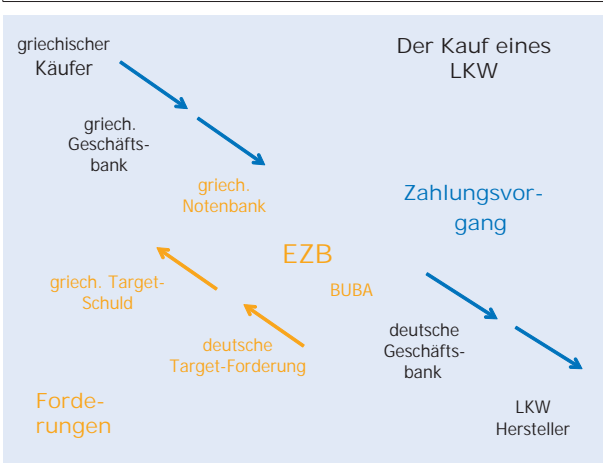 griechischer
Käufer
Der Kauf eines
LKW
griech.
Geschäfts-
bank
griech.
Notenbank
Zahlungsvor-
gang
EZB
BUBA
griech. Target-
Schuld
deutsche
Target-Forderung
deutsche
Geschäfts-
bank
Forde-
rungen
LKW
Hersteller